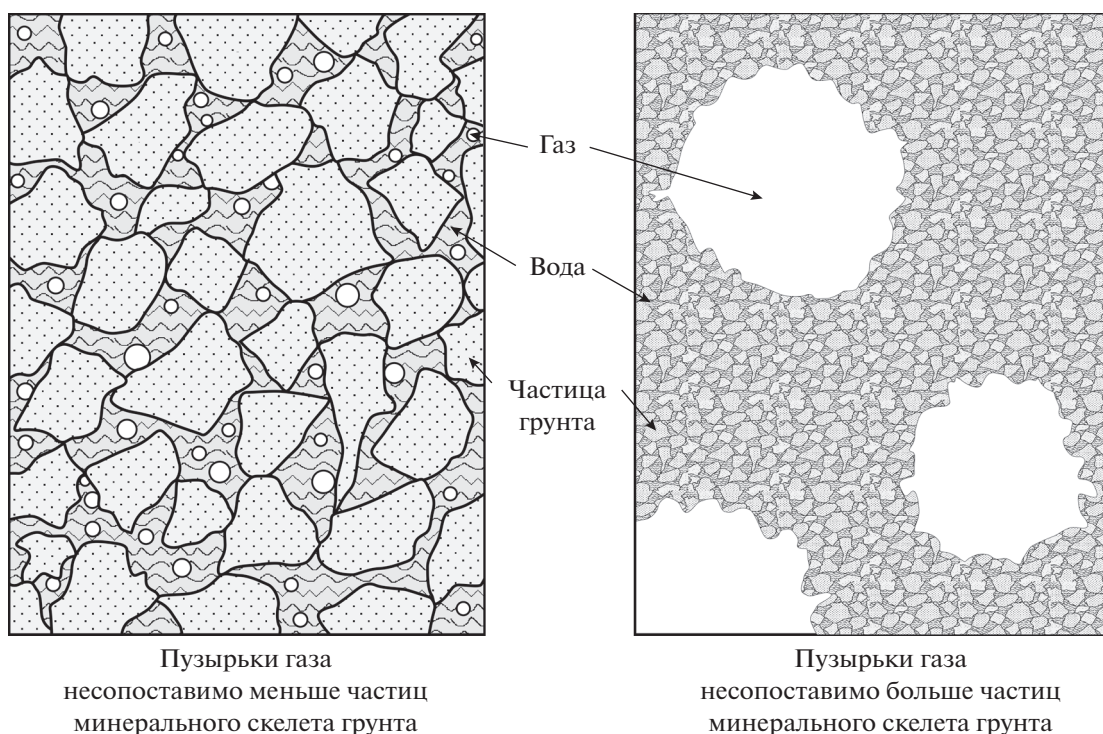 Газ
Вода
Частица
грунта
Пузырьки газа
несопоставимо меньше частиц
минерального скелета грунта
Пузырьки газа
несопоставимо больше частиц
минерального скелета грунта